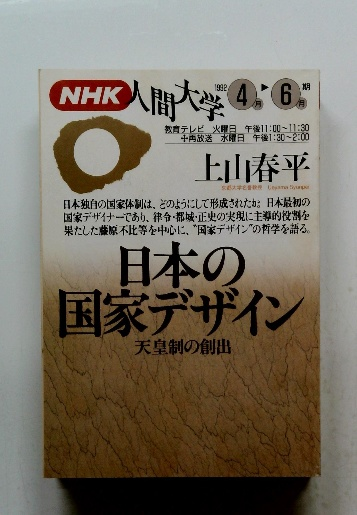 NHK 人間大学 1992 4月▶6月期
教育テレビ 火曜日 午後11:00～11:30
中再放送 水曜日 午後1:30～2:00
上山春平
Ueyama Syunpei
日本独自の国家体制は、どのようにして形成されたか。日本最初の
国家デザイナーであり、律令・都城・正史の実現に主導的役割を
果たした藤原不比等を中心に、“国家デザイン”の哲学を語る。
日本の
国家デザイン
天皇制の創出